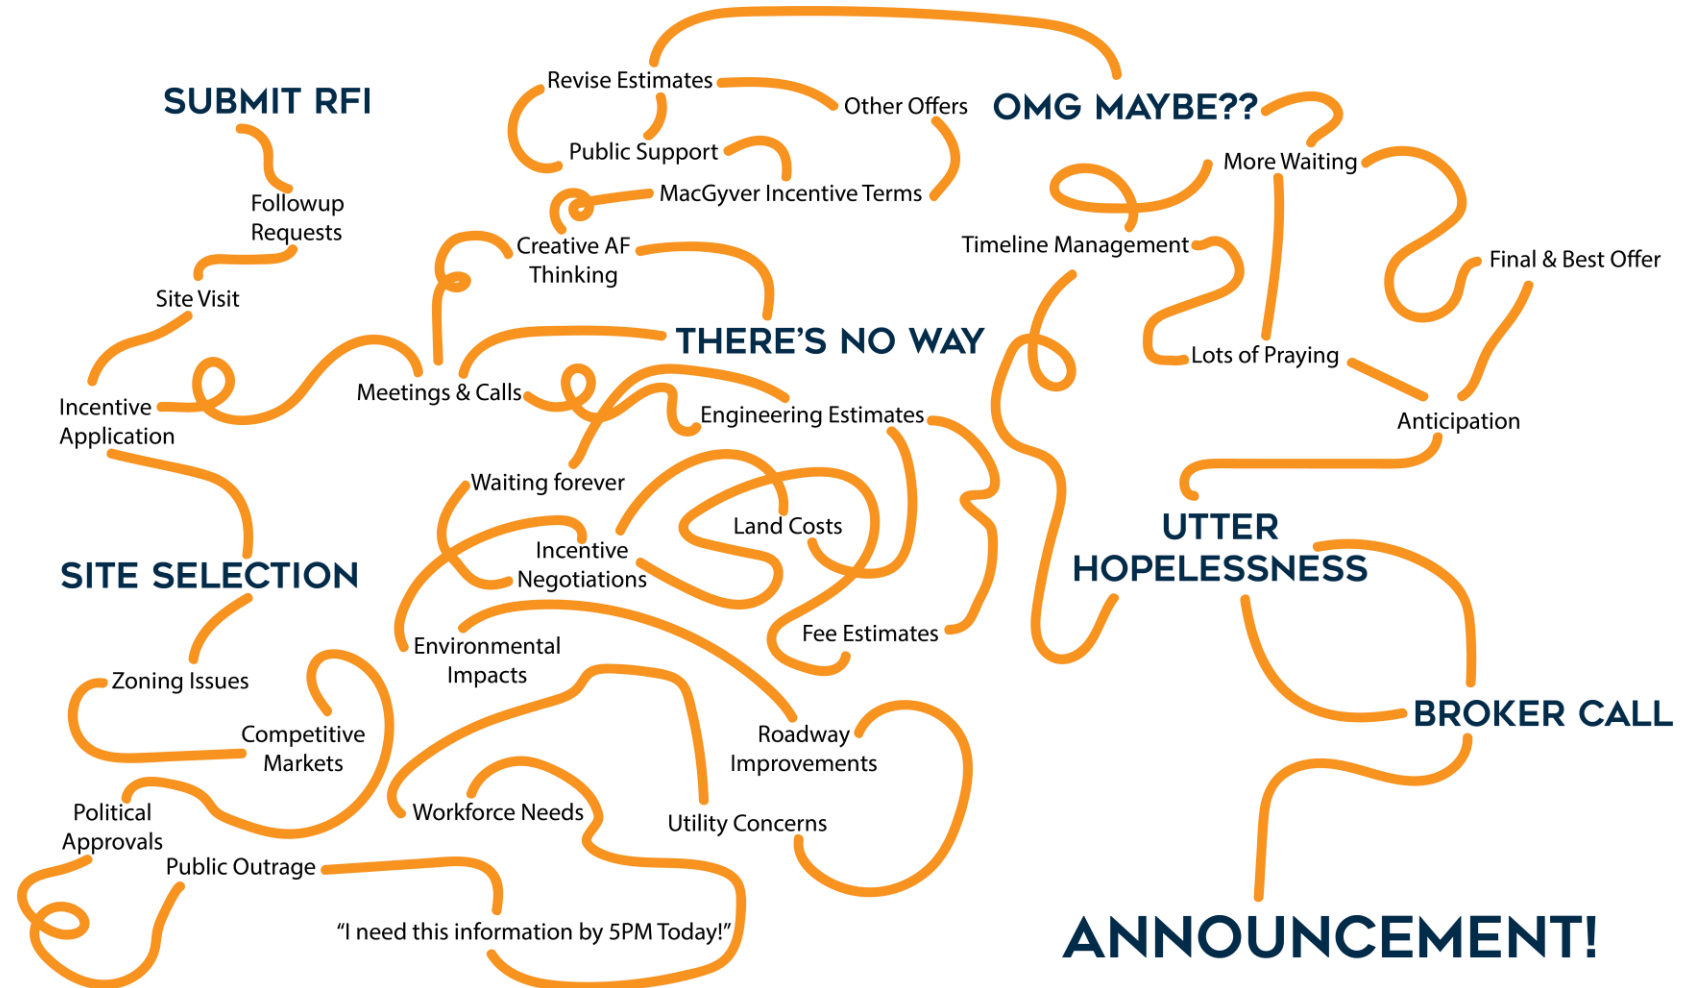 SUBMIT RFI
Followup
Requests
Site Visit
Incentive
Application
SITE SELECTION
Zoning Issues
Competitive
Markets
Political
Approvals
Public Outrage
“I need this information by 5PM Today!”
Workforce Needs
Utility Concerns
Roadway
Improvements
Environmental
Impacts
Incentive
Negotiations
Waiting forever
Land Costs
Fee Estimates
Engineering Estimates
Meetings & Calls
THERE’S NO WAY
Creative AF
Thinking
MacGyver Incentive Terms
Public Support
Revise Estimates
Other Offers
OMG MAYBE??
More Waiting
Timeline Management
Final & Best Offer
Lots of Praying
Anticipation
UTTER
HOPELESSNESS
BROKER CALL
ANNOUNCEMENT!